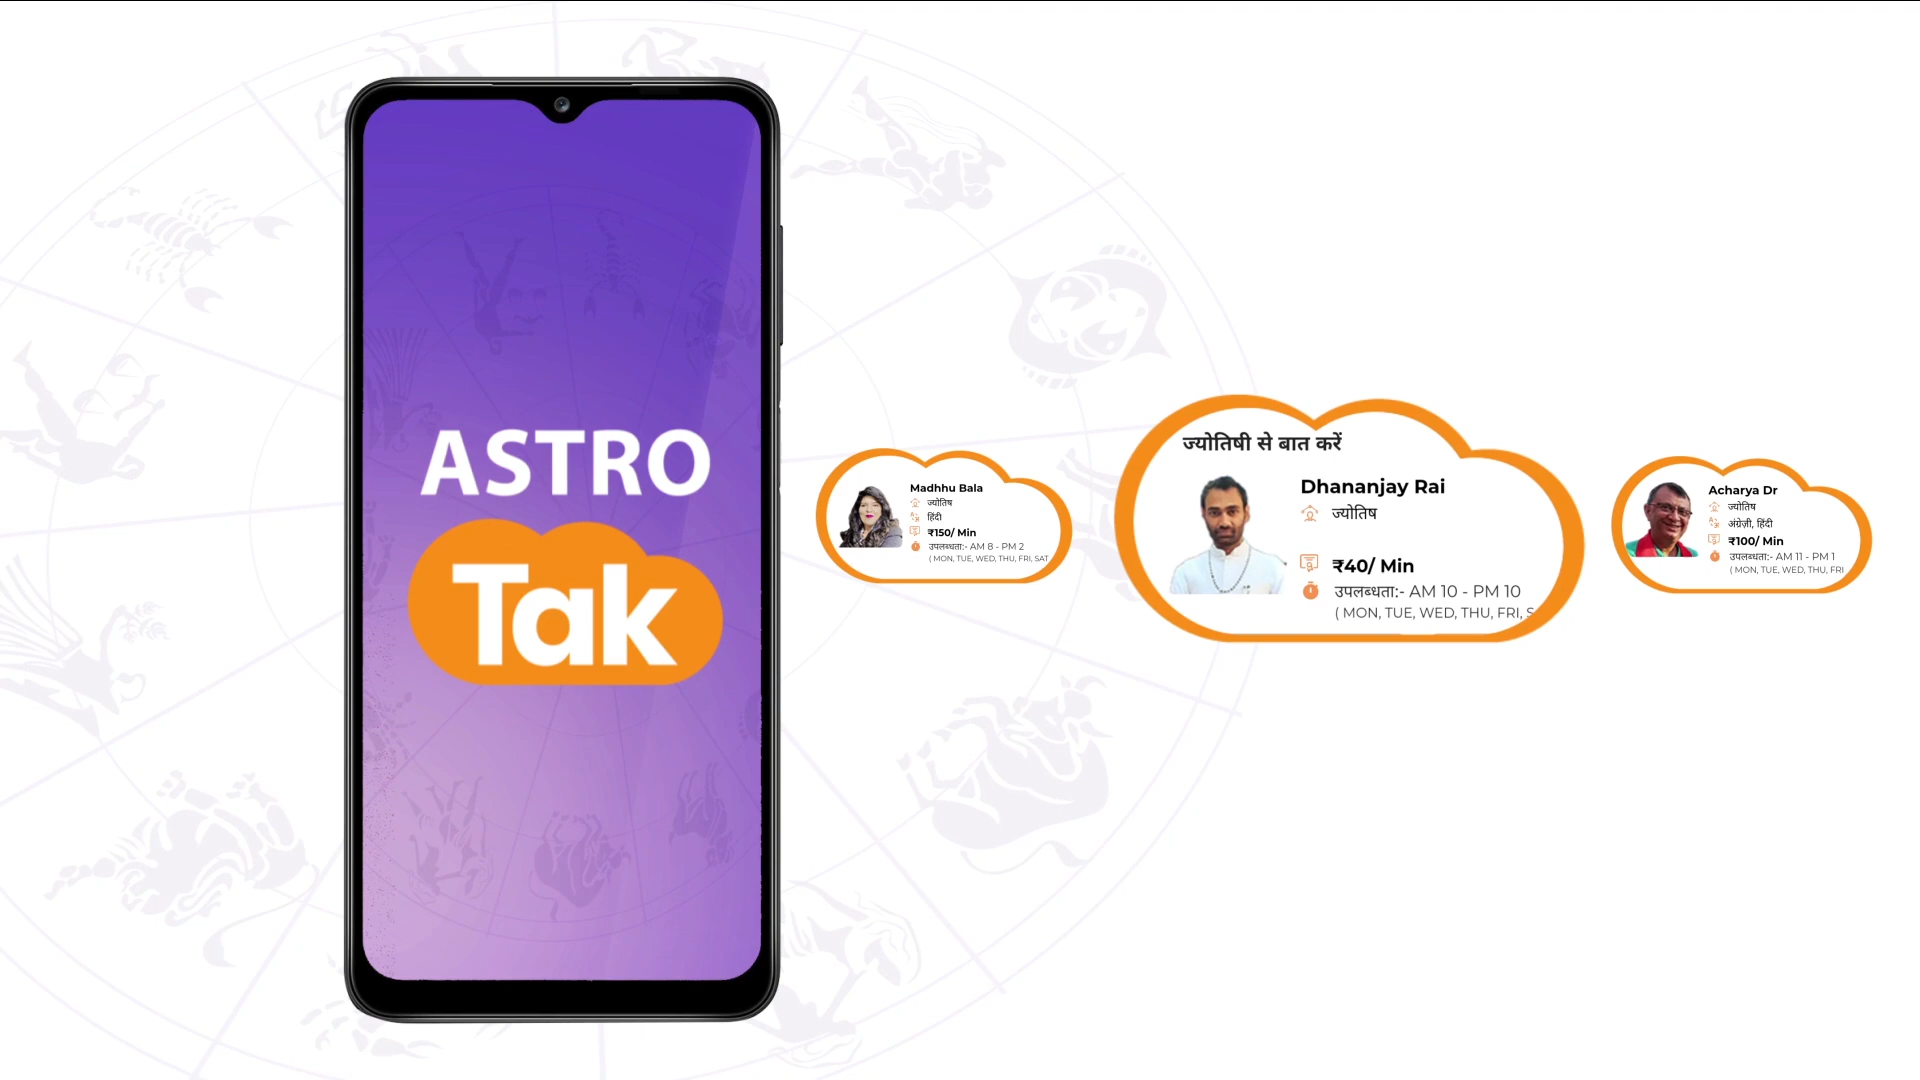 ASTRO
Tak
Madhhu Bala
ज्योतिष
हिंदी
₹150/ Min
उपलब्धता:- AM 8 - PM 2
( MON, TUE, WED, THU, FRI, SAT
ज्योतिषी से बात करें
Dhananjay Rai
ज्योतिष
₹40/ Min
उपलब्धता:- AM 10 - PM 10
( MON, TUE, WED, THU, FRI, S
Acharya Dr
ज्योतिष
अंग्रेज़ी, हिंदी
₹100/ Min
उपलब्धता:- AM 11 - PM 1
( MON, TUE, WED, THU, FRI